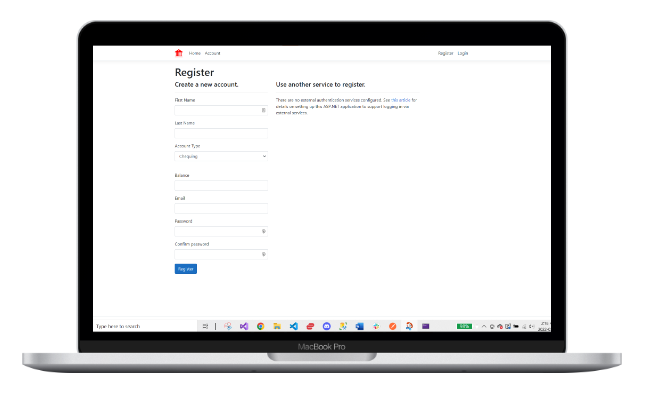 Home Account Register Login
Register
Create a new account.
Use another service to register.
First Name
There are no external authentication services configured. See this article for
details on setting up this ASP.NET application to support logging in via
external services.
Last Name
Account Type
Chequing
Balance
Email
Password
Confirm password
Register
Type here to search
MacBook Pro